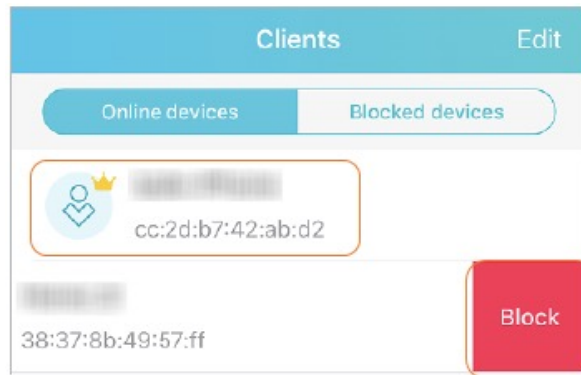 Clients Edit
Online devices Blocked devices
cc:2d:b7:42:ab:d2
Block
38:37:8b:49:57:ff